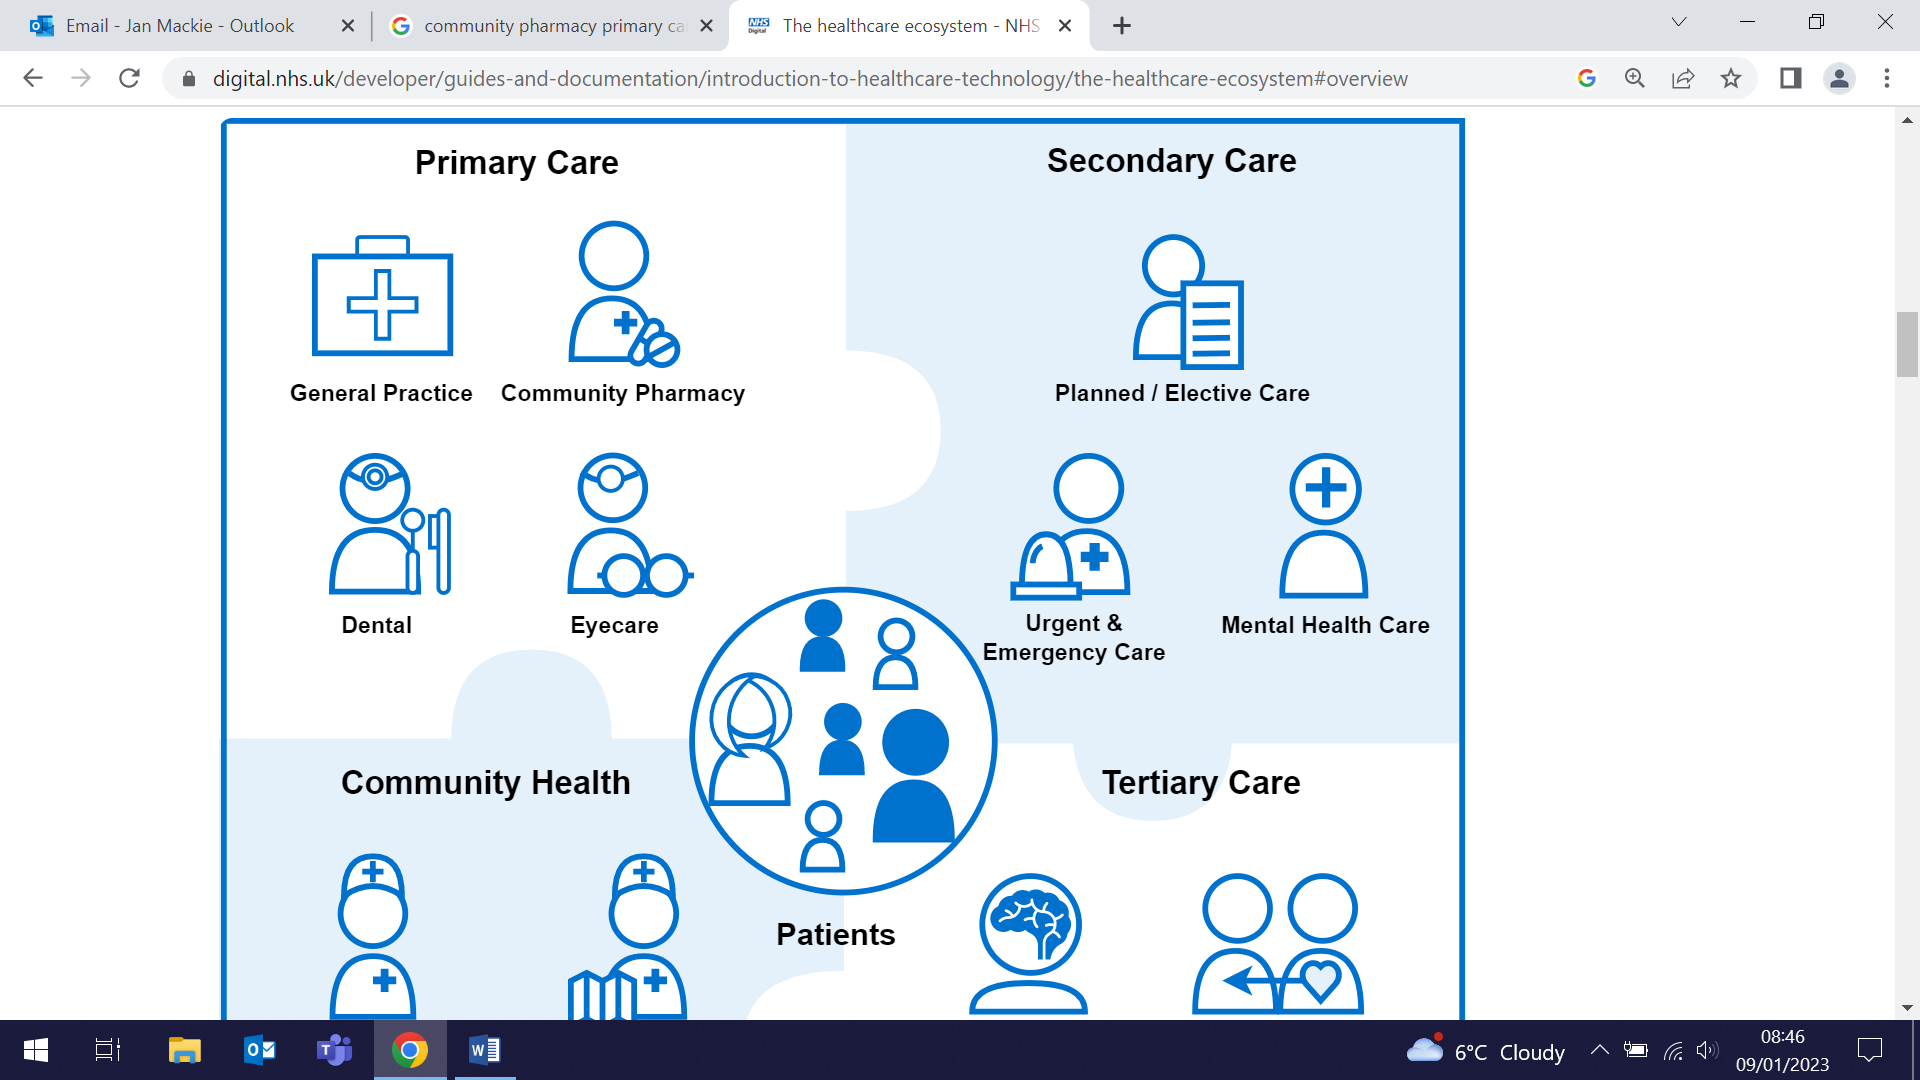 Email - Jan Mackie - Outlook
community pharmacy primary ca
NHS
Digital
The healthcare ecosystem - NHS
digital.nhs.uk/developer/guides-and-documentation/introduction-to-healthcare-technology/the-healthcare-ecosystem#overview
Primary Care
Secondary Care
General Practice
Community Pharmacy
Planned / Elective Care
Dental
Eyecare
Urgent &
Emergency Care
Mental Health Care
Community Health
Tertiary Care
Patients
6°C Cloudy
08:46
09/01/2023